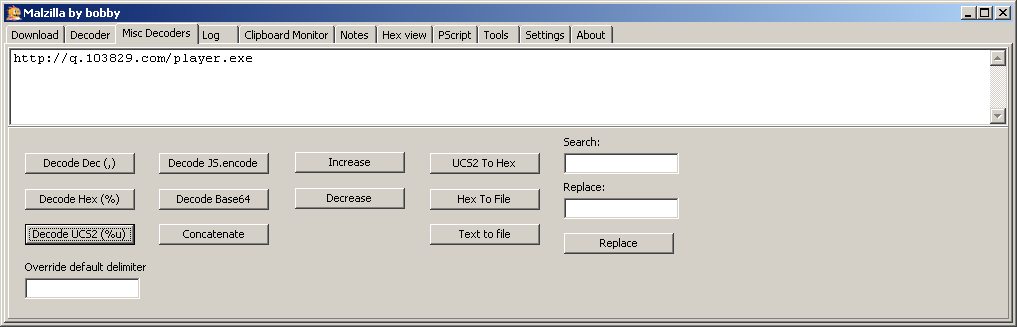 Malzilla by bobby
Download Decoder Misc Decoders Log Clipboard Monitor Notes Hex view PScript Tools Settings About
http://q.103829.com/player.exe
Search:
Decode Dec (,) Decode JS.encode Increase UCS2 To Hex
Replace:
Decode Hex (%) Decode Base64 Decrease Hex To File
Decode UCS2 (%u) Concatenate Text to file Replace
Override default delimiter